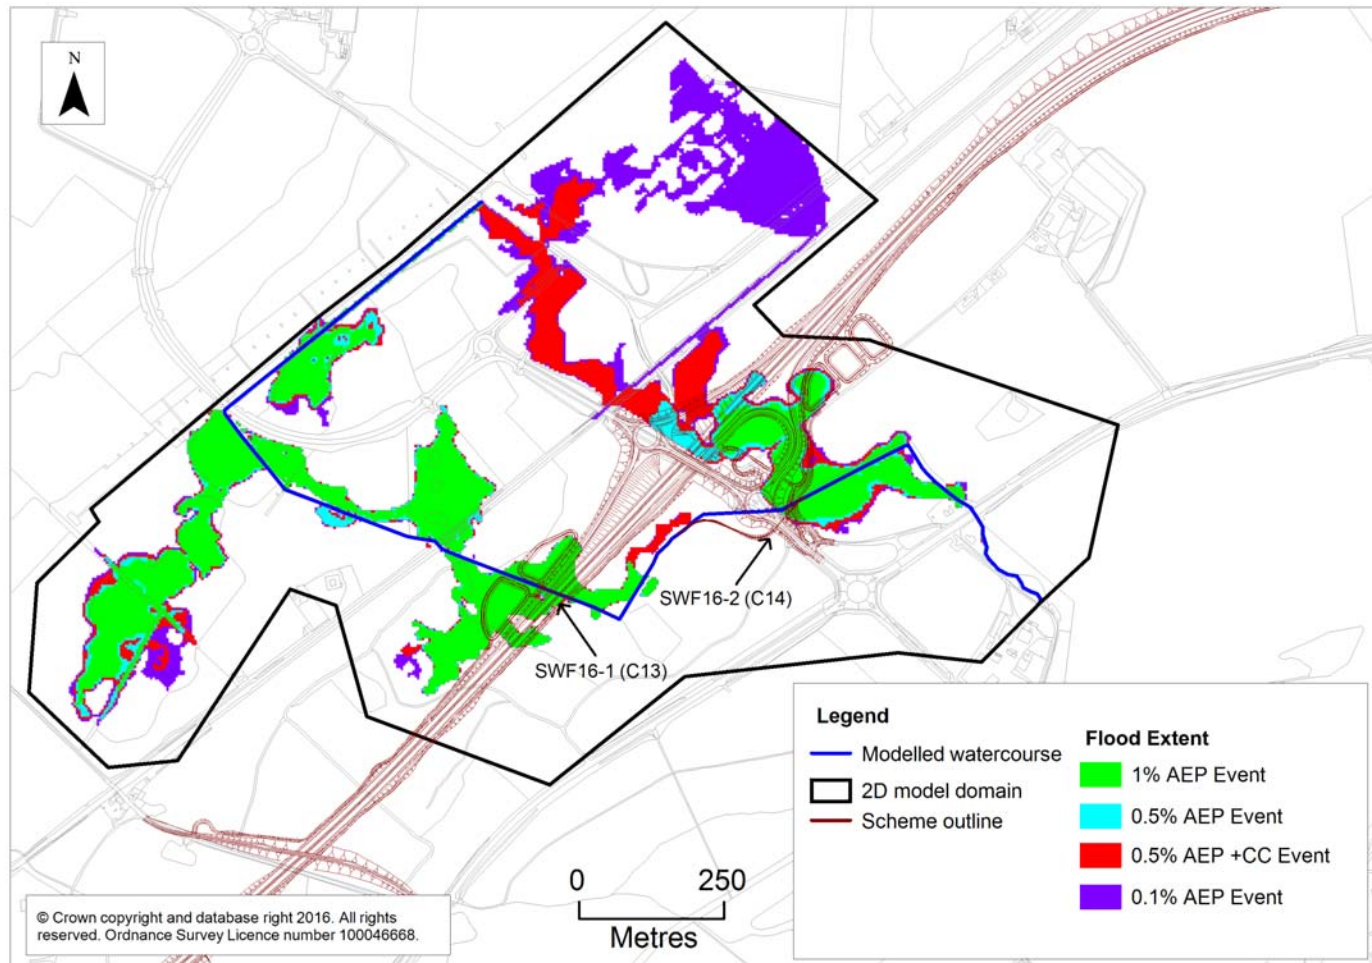 N
SWF16-2 (C14)
SWF16-1 (C13)
Legend
Modelled watercourse
2D model domain
Scheme outline
Flood Extent
1% AEP Event
0.5% AEP Event
0.5% AEP +CC Event
0.1% AEP Event
0 250
Metres
© Crown copyright and database right 2016. All rights
reserved. Ordnance Survey Licence number 100046668.